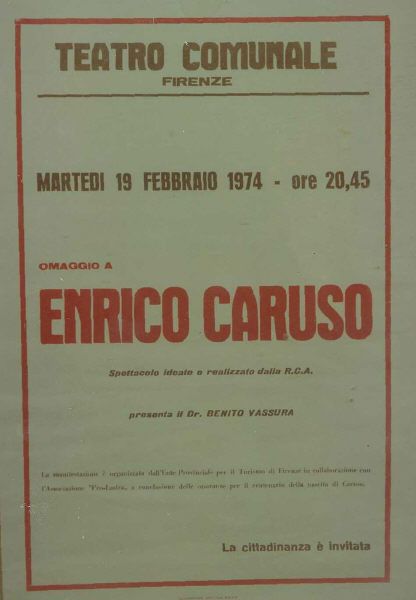 TEATRO COMUNALE
FIRENZE
MARTEDI 19 FEBBRAIO 1974 - ore 20,45
OMAGGIO A
ENRICO CARUSO
Spettacolo ideato e realizzato dalla R.C.A.
presenta il Dr. BENITO VASSURA
La manifestazione è organizzata dall'Ente Provinciale per il Turismo di Firenze in collaborazione con
l'Associazione "Pro-Lastra, a conclusione delle onoranze per il centenario della nascita di Caruso.
La cittadinanza è invitata